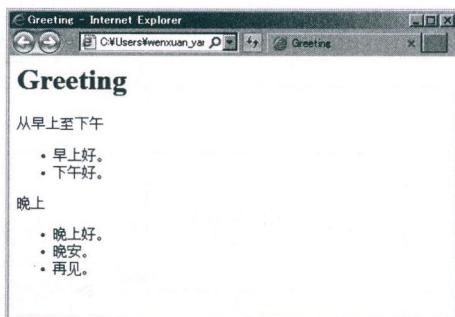 Greeting - Internet Explorer
C:¥Users¥wenxuan_yar
Greeting
Greeting
从早上至下午
• 早上好。
• 下午好。
晚上
• 晚上好。
• 晚安。
• 再见。